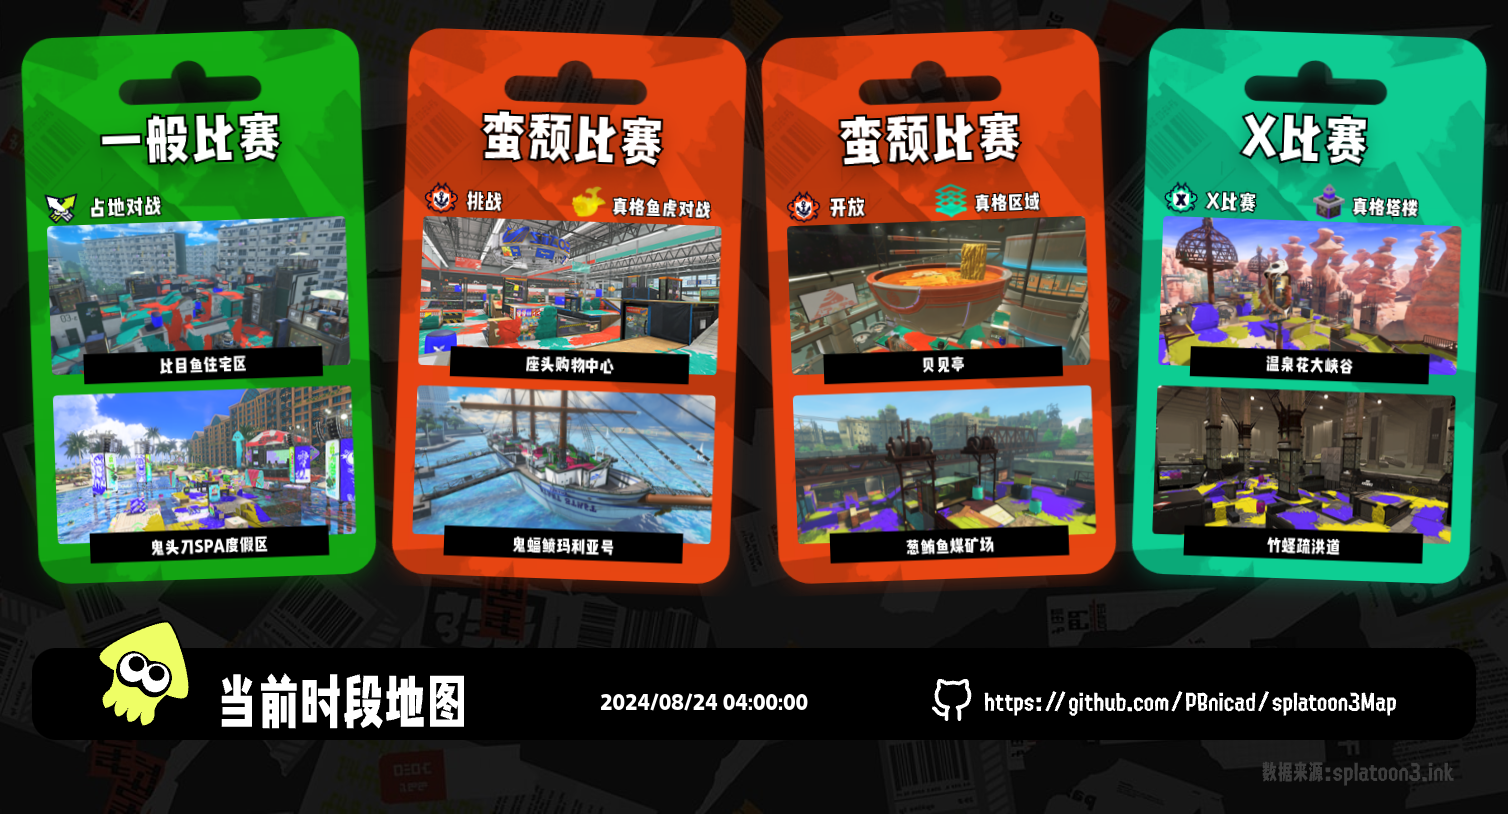 一般比赛
占地对战
比目鱼住宅区
鬼头刀SPA度假区
蛮颓比赛
挑战
真格鱼虎对战
座头购物中心
鬼蝠鲼玛利亚号
蛮颓比赛
开放
真格区域
贝见亭
葱鲔鱼煤矿场
X比赛
X比赛
真格塔楼
温泉花大峡谷
竹蛏疏洪道
当前时段地图
2024/08/24 04:00:00
https://github.com/PBnicad/splatoon3Map
数据来源:splatoon3.ink